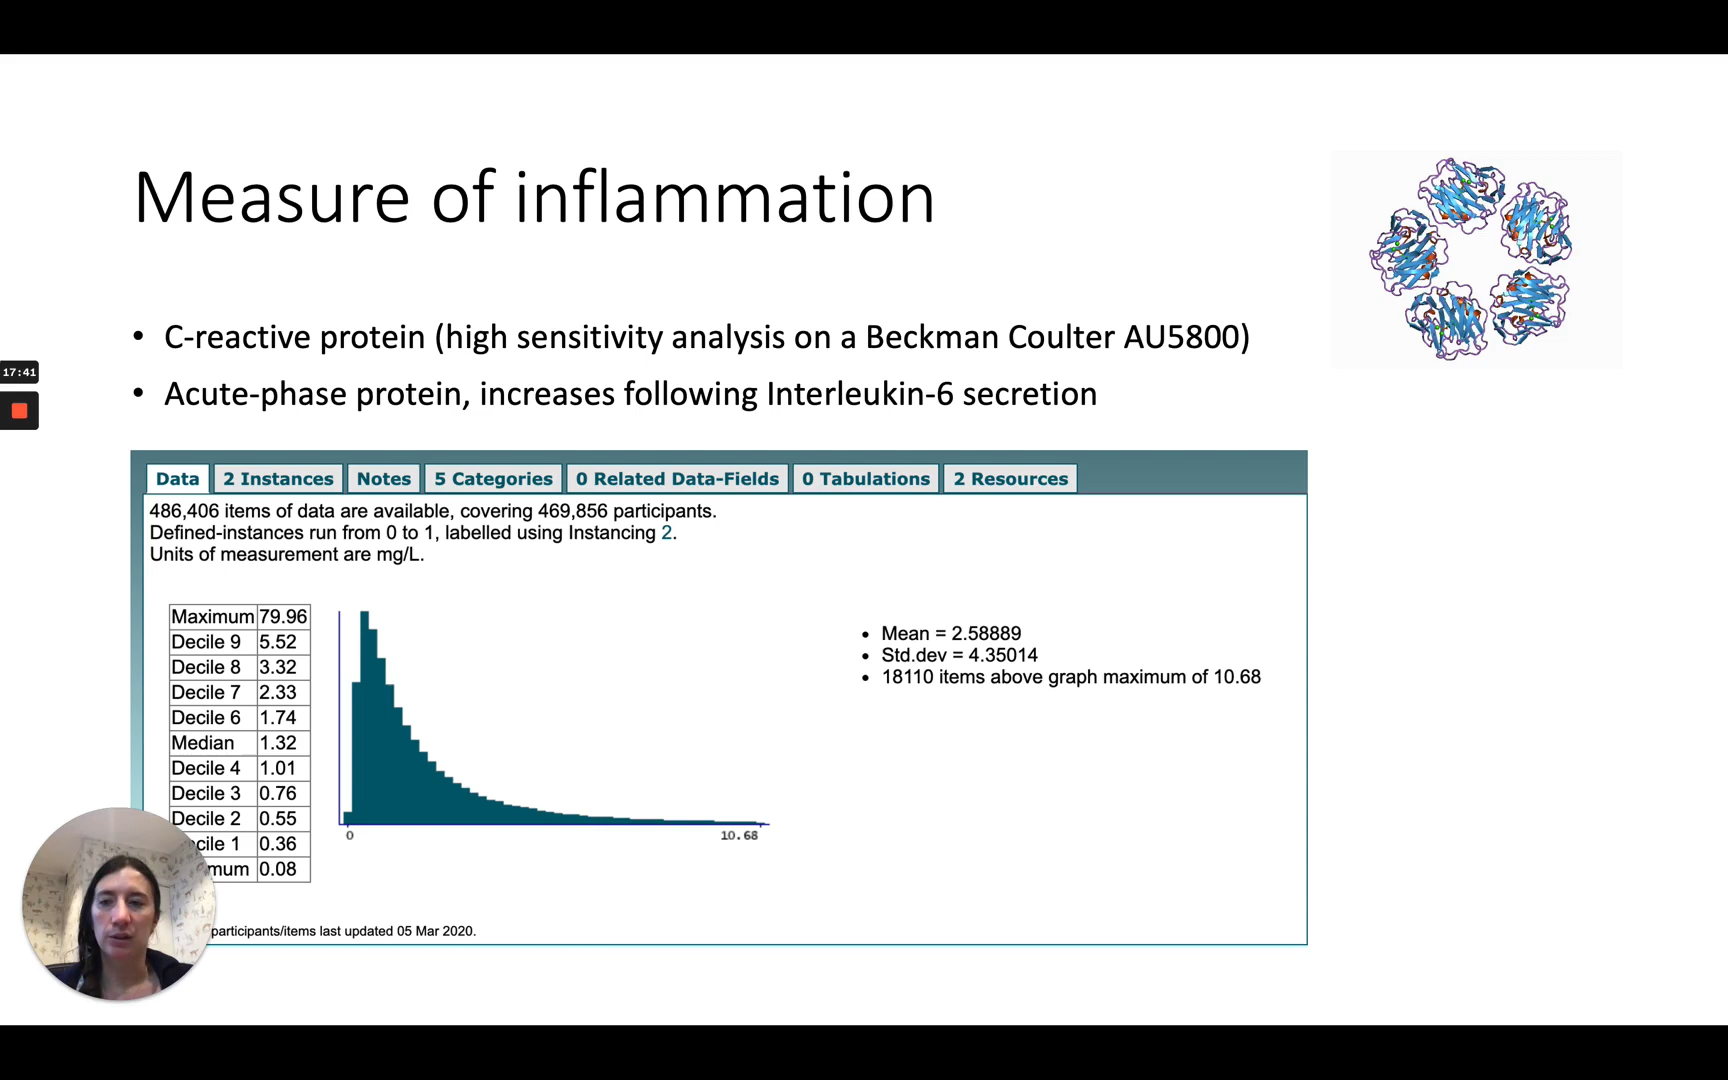 Measure of inflammation
• C-reactive protein (high sensitivity analysis on a Beckman Coulter AU5800)
• Acute-phase protein, increases following Interleukin-6 secretion
17:41
Data 2 Instances Notes 5 Categories 0 Related Data-Fields 0 Tabulations 2 Resources
486,406 items of data are available, covering 469,856 participants.
Defined-instances run from 0 to 1, labelled using Instancing 2.
Units of measurement are mg/L.
Maximum 79.96
Decile 9 5.52
Decile 8 3.32
Decile 7 2.33
Decile 6 1.74
Median 1.32
Decile 4 1.01
Decile 3 0.76
Decile 2 0.55
cile 1 0.36
mum 0.08
0 10.68
• Mean = 2.58889
• Std.dev = 4.35014
• 18110 items above graph maximum of 10.68
participants/items last updated 05 Mar 2020.